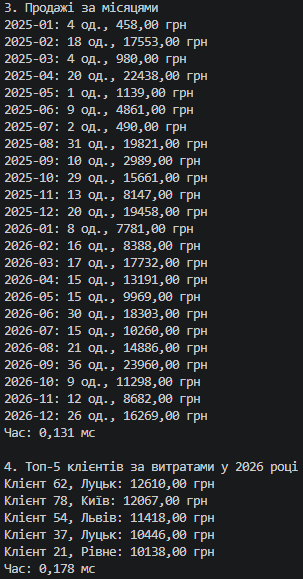 3. Продажі за місяцями
2025-01: 4 од., 458,00 грн
2025-02: 18 од., 17553,00 грн
2025-03: 4 од., 980,00 грн
2025-04: 20 од., 22438,00 грн
2025-05: 1 од., 1139,00 грн
2025-06: 9 од., 4861,00 грн
2025-07: 2 од., 490,00 грн
2025-08: 31 од., 19821,00 грн
2025-09: 10 од., 2989,00 грн
2025-10: 29 од., 15661,00 грн
2025-11: 13 од., 8147,00 грн
2025-12: 20 од., 19458,00 грн
2026-01: 8 од., 7781,00 грн
2026-02: 16 од., 8388,00 грн
2026-03: 17 од., 17732,00 грн
2026-04: 15 од., 13191,00 грн
2026-05: 15 од., 9969,00 грн
2026-06: 30 од., 18303,00 грн
2026-07: 15 од., 10260,00 грн
2026-08: 21 од., 14886,00 грн
2026-09: 36 од., 23960,00 грн
2026-10: 9 од., 11298,00 грн
2026-11: 12 од., 8682,00 грн
2026-12: 26 од., 16269,00 грн
Час: 0,131 мс
4. Топ-5 клієнтів за витратами у 2026 році
Клієнт 62, Луцьк: 12610,00 грн
Клієнт 78, Київ: 12067,00 грн
Клієнт 54, Львів: 11418,00 грн
Клієнт 37, Луцьк: 10446,00 грн
Клієнт 21, Рівне: 10138,00 грн
Час: 0,178 мс